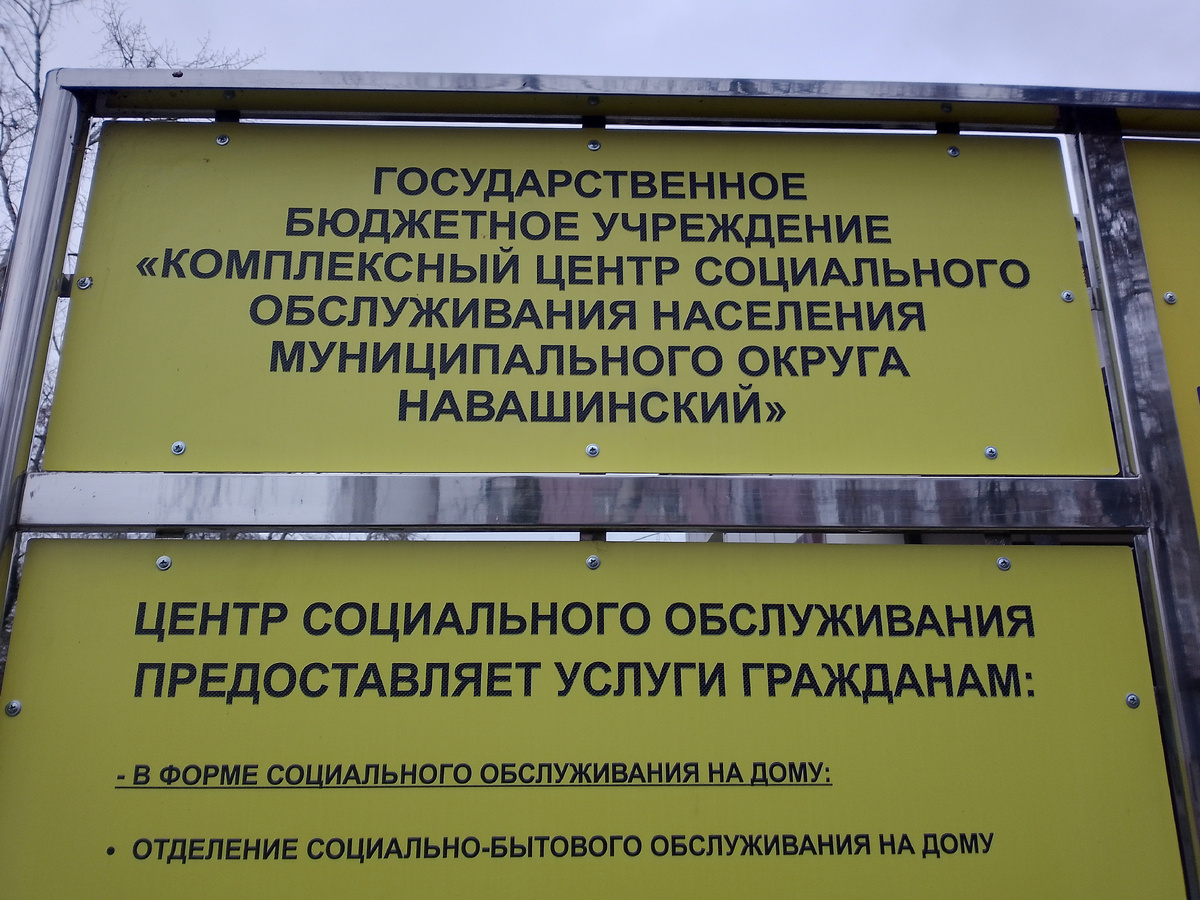 ГОСУДАРСТВЕННОЕ
БЮДЖЕТНОЕ УЧРЕЖДЕНИЕ
«КОМПЛЕКСНЫЙ ЦЕНТР СОЦИАЛЬНОГО
ОБСЛУЖИВАНИЯ НАСЕЛЕНИЯ
МУНИЦИПАЛЬНОГО ОКРУГА
НАВАШИНСКИЙ»
ЦЕНТР СОЦИАЛЬНОГО ОБСЛУЖИВАНИЯ
ПРЕДОСТАВЛЯЕТ УСЛУГИ ГРАЖДАНАМ:
- В ФОРМЕ СОЦИАЛЬНОГО ОБСЛУЖИВАНИЯ НА ДОМУ:
• ОТДЕЛЕНИЕ СОЦИАЛЬНО-БЫТОВОГО ОБСЛУЖИВАНИЯ НА ДОМУ